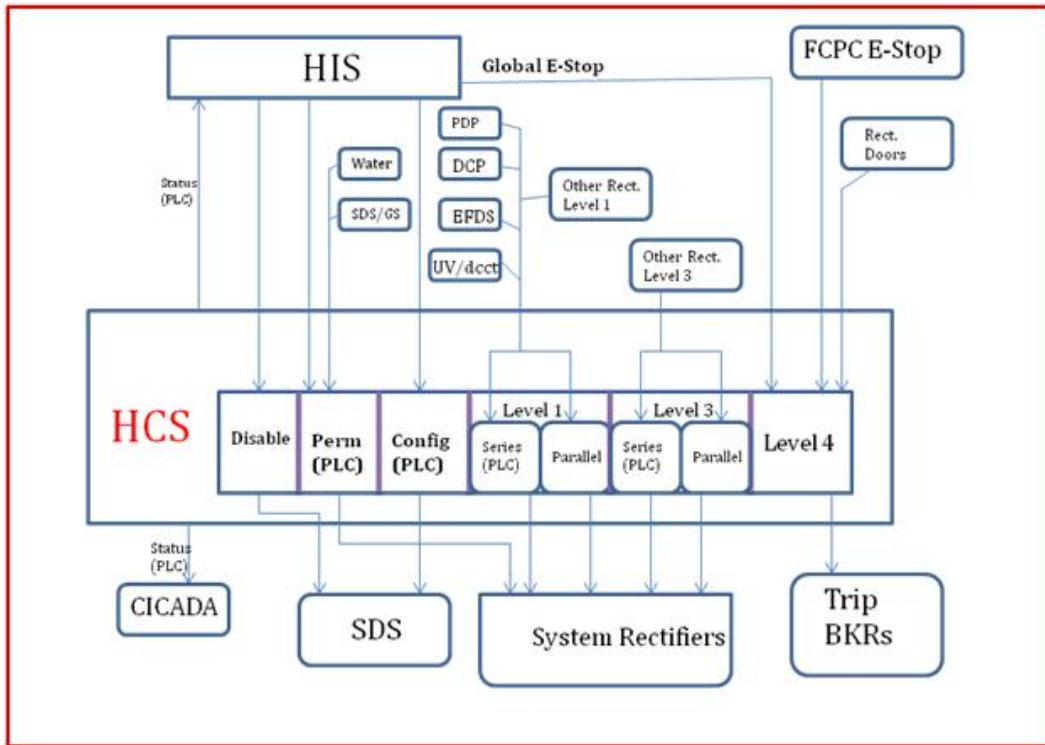 HIS
Global E-Stop
FCPC E-Stop
PDP
Rect.
Doors
Water
DCP
Status
(PLC)
Other Rect.
Level 1
SDS/GS
EFDS
UV/dcct
Other Rect.
Level 3
HCS
Disable
Perm
(PLC)
Config
(PLC)
Level 1
Series
(PLC)
Parallel
Level 3
Series
(PLC)
Parallel
Level 4
Status
(PLC)
CICADA
SDS
System Rectifiers
Trip
BKRs